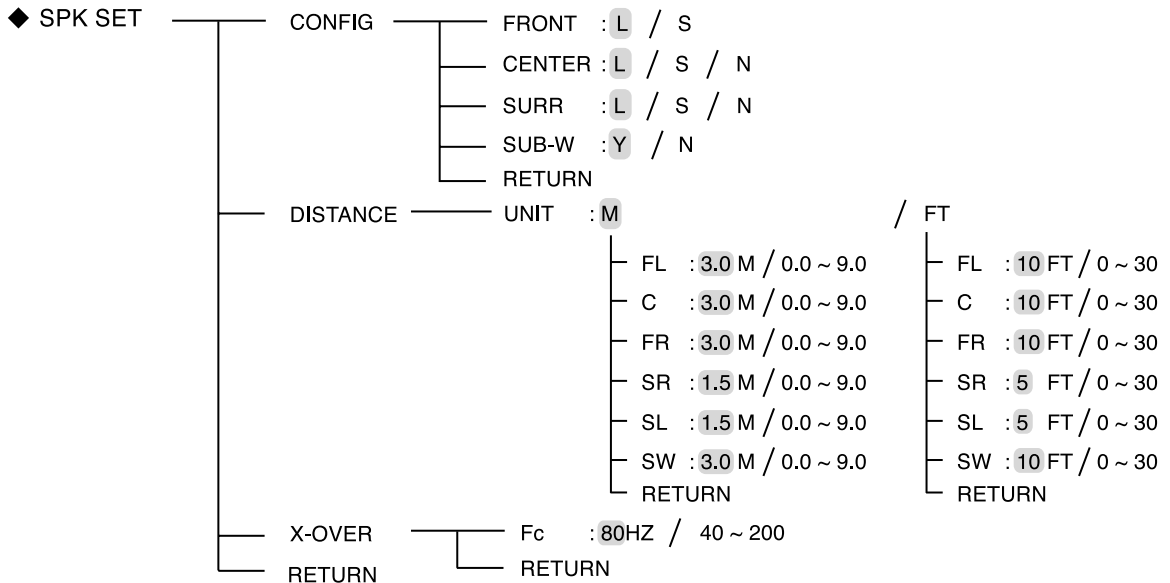 ◆ SPK SET CONFIG FRONT : L / S
CENTER : L / S / N
SURR : L / S / N
SUB-W : Y / N
RETURN
DISTANCE UNIT : M / FT
FL : 3.0 M / 0.0 ~ 9.0 FL : 10 FT / 0 ~ 30
C : 3.0 M / 0.0 ~ 9.0 C : 10 FT / 0 ~ 30
FR : 3.0 M / 0.0 ~ 9.0 FR : 10 FT / 0 ~ 30
SR : 1.5 M / 0.0 ~ 9.0 SR : 5 FT / 0 ~ 30
SL : 1.5 M / 0.0 ~ 9.0 SL : 5 FT / 0 ~ 30
SW : 3.0 M / 0.0 ~ 9.0 SW : 10 FT / 0 ~ 30
RETURN RETURN
X-OVER Fc : 80HZ / 40 ~ 200
RETURN RETURN